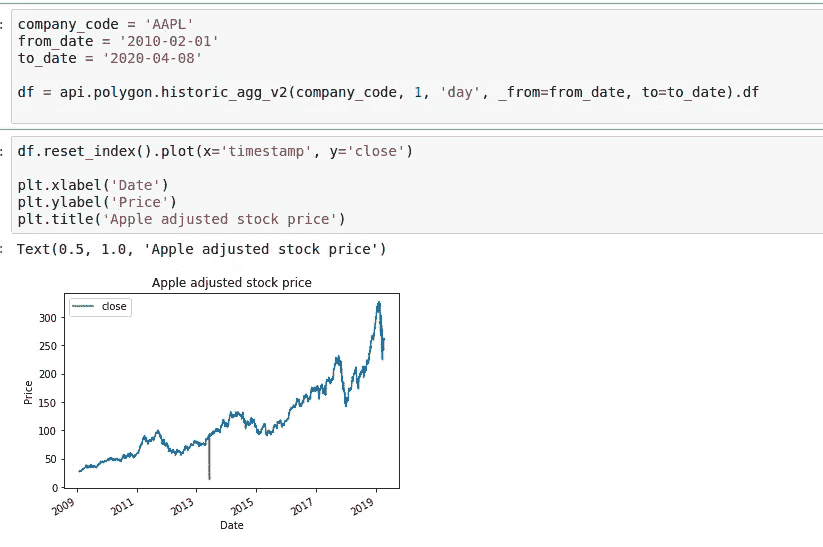 company_code = 'AAPL'
from_date = '2010-02-01'
to_date = '2020-04-08'
df = api.polygon.historic_agg_v2(company_code, 1, 'day', _from=from_date, to=to_date).df
df.reset_index().plot(x='timestamp', y='close')
plt.xlabel('Date')
plt.ylabel('Price')
plt.title('Apple adjusted stock price')
Text(0.5, 1.0, 'Apple adjusted stock price')
Apple adjusted stock price
close
300
250
200
150
100
50
0
Price
2009 2011 2013 2015 2017 2019
Date